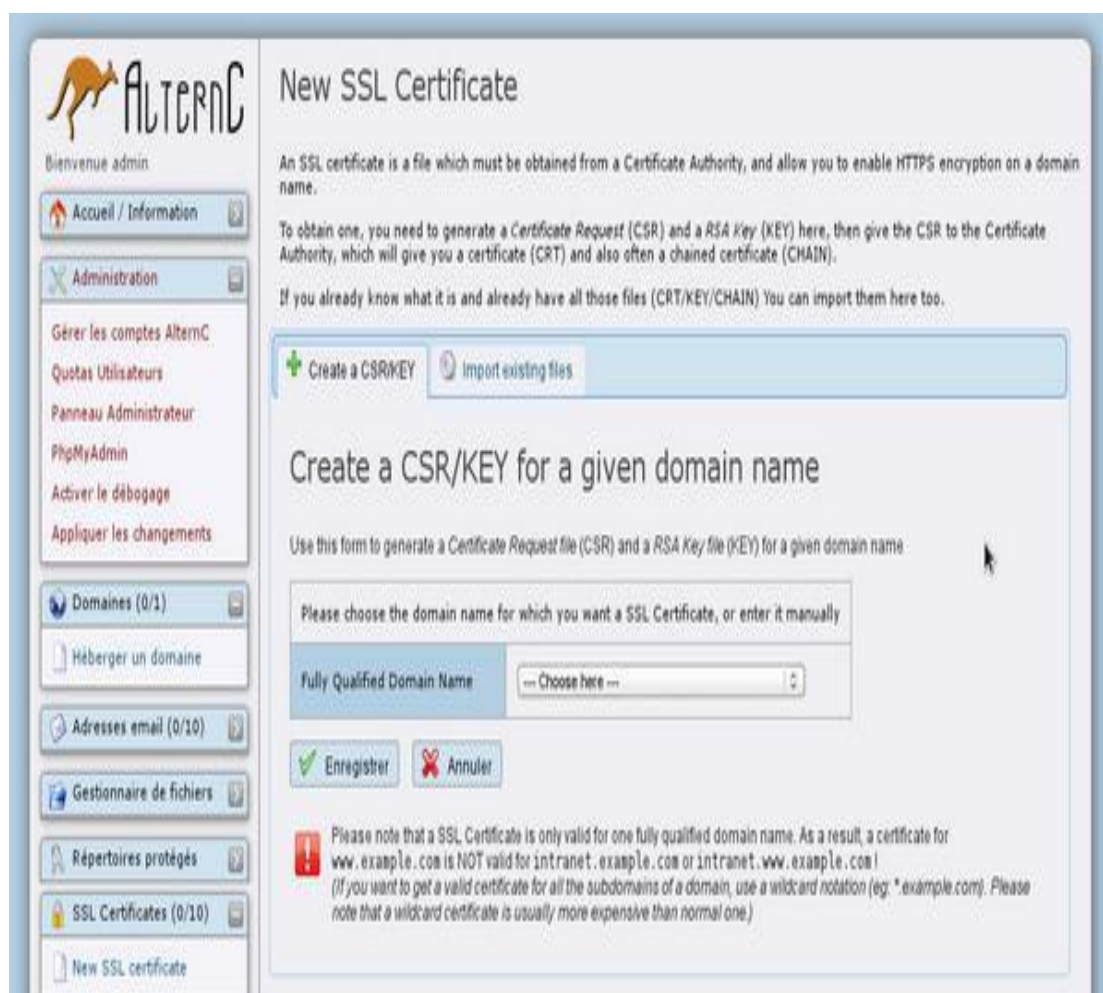 ALTERNC
Bienvenue admin
Accueil / Information
Administration
Gérer les comptes AlternC
Quotas Utilisateurs
Panneau Administrateur
PhpMyAdmin
Activer le débogage
Appliquer les changements
Domaines (0/1)
Héberger un domaine
Adresses email (0/10)
Gestionnaire de fichiers
Répertoires protégés
SSL Certificates (0/10)
New SSL certificate
New SSL Certificate
An SSL certificate is a file which must be obtained from a Certificate Authority, and allow you to enable HTTPS encryption on a domain
name.
To obtain one, you need to generate a Certificate Request (CSR) and a RSA Key (KEY) here, then give the CSR to the Certificate
Authority, which will give you a certificate (CRT) and also often a chained certificate (CHAIN).
If you already know what it is and already have all those files (CRT/KEY/CHAIN) You can import them here too.
Create a CSR/KEY
Import existing files
Create a CSR/KEY for a given domain name
Use this form to generate a Certificate Request file (CSR) and a RSA Key file (KEY) for a given domain name
Please choose the domain name for which you want a SSL Certificate, or enter it manually
Fully Qualified Domain Name
--- Choose here ---
Enregistrer
Annuler
Please note that a SSL Certificate is only valid for one fully qualified domain name. As a result, a certificate for
www.example.com is NOT valid for intranet.example.com or intranet.www.example.com !
(If you want to get a valid certificate for all the subdomains of a domain, use a wildcard notation (eg: *.example.com). Please
note that a wildcard certificate is usually more expensive than normal one.)